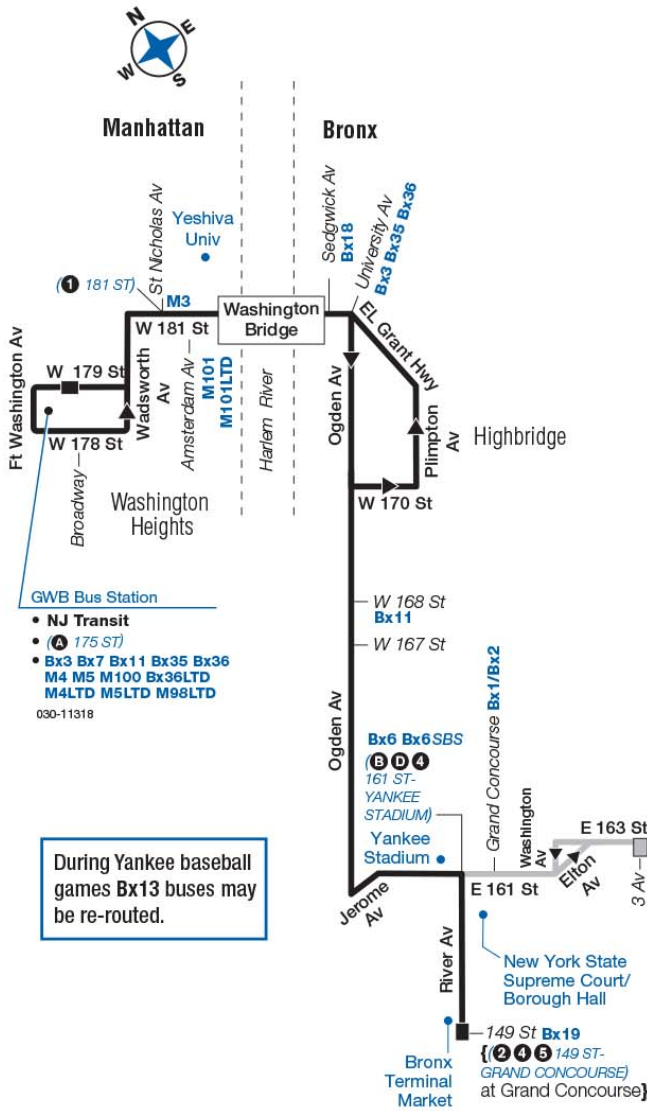 N
E
W
S
Manhattan
Bronx
St Nicholas Av
Yeshiva
Univ
Sedgwick Av
Bx18
University Av
Bx3 Bx35 Bx36
(1 181 ST)
M3
W 181 St
Washington
Bridge
EL Grant Hwy
Ft Washington Av
W 179 St
Wadsworth
Av
Amsterdam Av
M101
M101LTD
Harlem River
Ogden Av
Plimpton
Av
Highbridge
W 178 St
Broadway
Washington
Heights
W 170 St
GWB Bus Station
• NJ Transit
• (A 175 ST)
• Bx3 Bx7 Bx11 Bx35 Bx36
M4 M5 M100 Bx36LTD
M4LTD M5LTD M98LTD
030-11318
W 168 St
Bx11
W 167 St
Ogden Av
Bx6 Bx6SBS
(B D 4
161 ST-
YANKEE
STADIUM)
Grand Concourse Bx1/Bx2
Washington
Av
E 163 St
Yankee
Stadium
E 161 St
Elton
Av
3 Av
During Yankee baseball
games Bx13 buses may
be re-routed.
Jerome
Av
River Av
New York State
Supreme Court/
Borough Hall
149 St Bx19
{(2 4 5 149 ST-
GRAND CONCOURSE)
at Grand Concourse}
Bronx
Terminal
Market